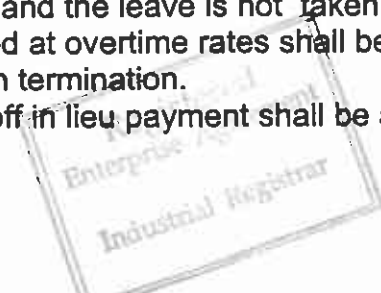 and the leave is not taken
d at overtime rates shall be
n termination.
off in lieu payment shall be a
Registered
Enterprise Agreement
Industrial Registrar